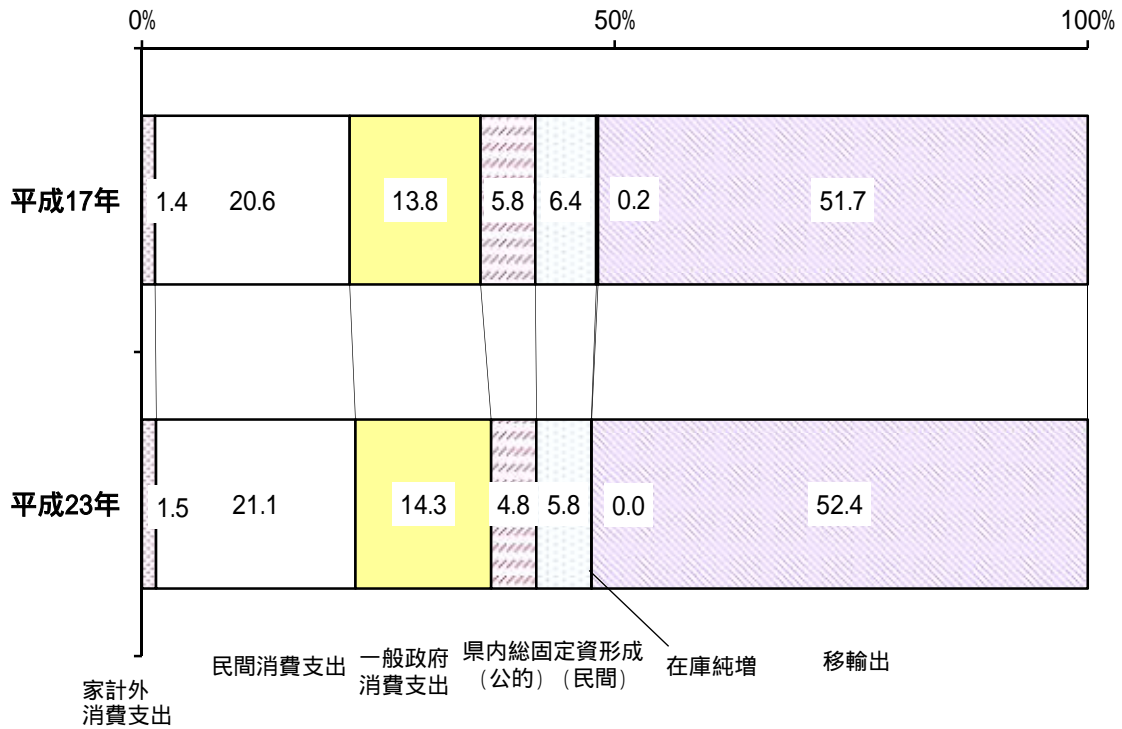 0% 50% 100%
平成17年 1.4 20.6 13.8 5.8 6.4 0.2 51.7
平成23年 1.5 21.1 14.3 4.8 5.8 0.0 52.4
家計外
消費支出
民間消費支出
一般政府
消費支出
県内総固定資形成
(公的) (民間)
在庫純増
移輸出